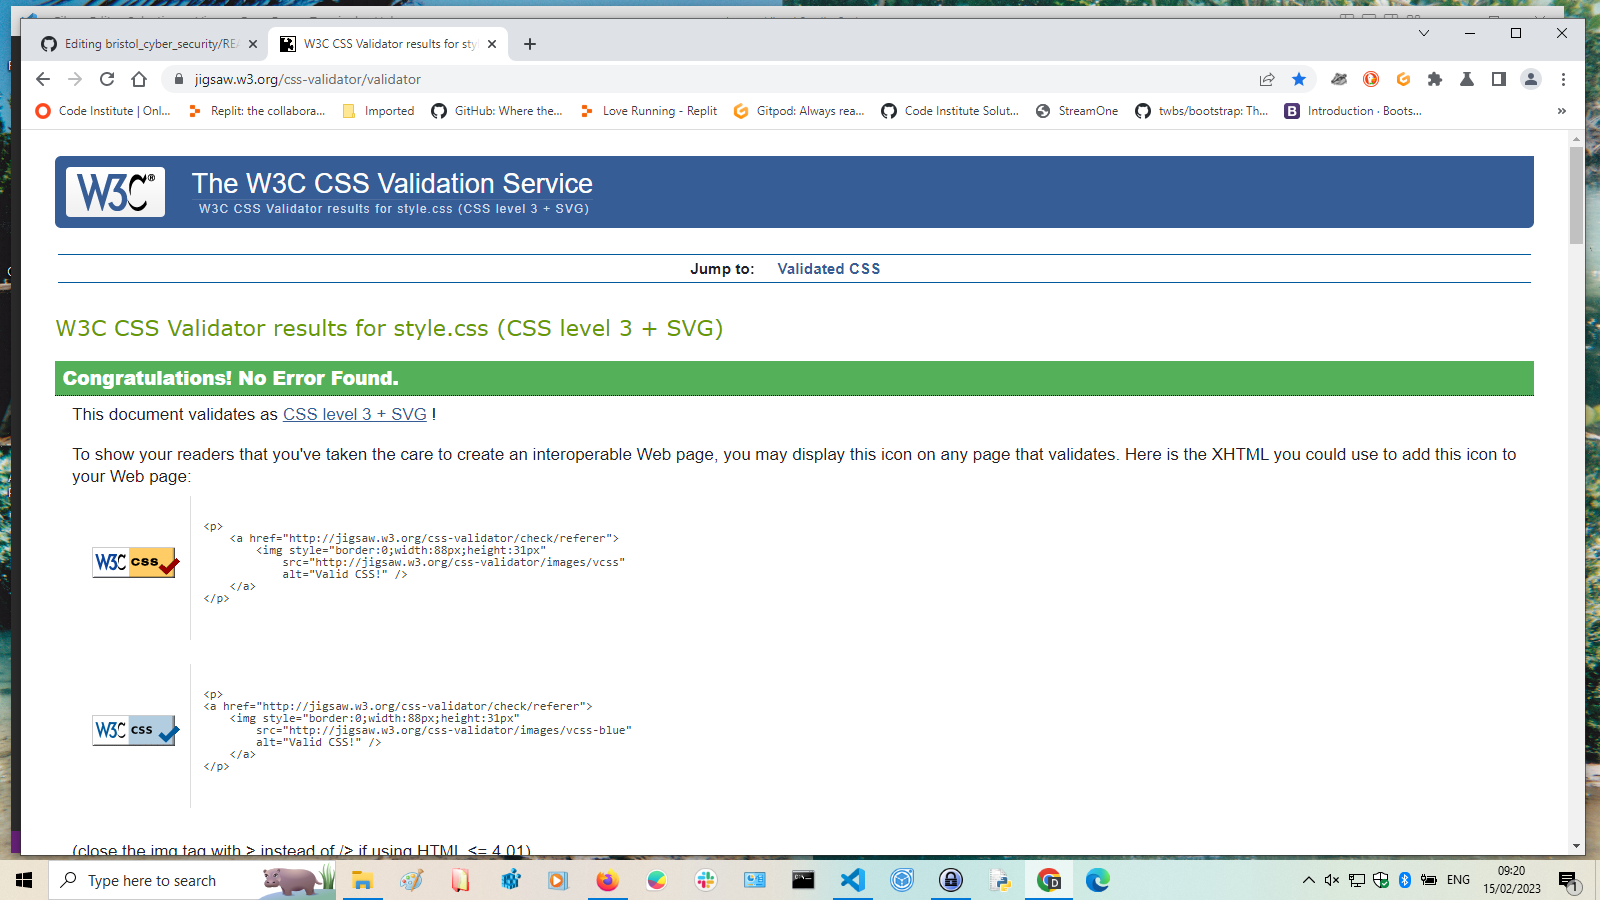 Editing bristol_cyber_security/REA
W3C CSS Validator results for sty
jigsaw.w3.org/css-validator/validator
Code Institute | Onl...
Replit: the collabora...
Imported
GitHub: Where the...
Love Running - Replit
Gitpod: Always rea...
Code Institute Solut...
StreamOne
twbs/bootstrap: Th...
B
Introduction · Boots...
»
W3C®
The W3C CSS Validation Service
W3C CSS Validator results for style.css (CSS level 3 + SVG)
Jump to: Validated CSS
W3C CSS Validator results for style.css (CSS level 3 + SVG)
Congratulations! No Error Found.
This document validates as CSS level 3 + SVG !
To show your readers that you've taken the care to create an interoperable Web page, you may display this icon on any page that validates. Here is the XHTML you could use to add this icon to
your Web page:
<p>
<a href="http://jigsaw.w3.org/css-validator/check/referer">
<img style="border:0;width:88px;height:31px"
W3C css
src="http://jigsaw.w3.org/css-validator/images/vcss"
alt="Valid CSS!" />
</a>
</p>
<p>
<a href="http://jigsaw.w3.org/css-validator/check/referer">
<img style="border:0;width:88px;height:31px"
W3C css
src="http://jigsaw.w3.org/css-validator/images/vcss-blue"
alt="Valid CSS!" />
</a>
</p>
(close the img tag with > instead of /> if using HTML <= 4.01)
Type here to search
D
ENG
09:20
15/02/2023
1